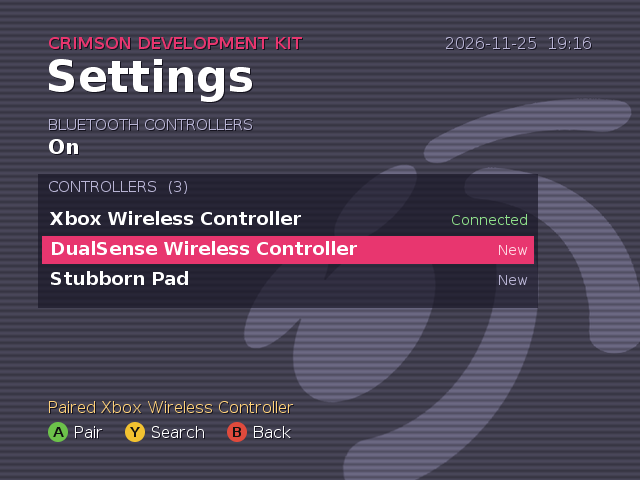 CRIMSON DEVELOPMENT KIT
2026-11-25 19:16
Settings
BLUETOOTH CONTROLLERS
On
CONTROLLERS (3)
Xbox Wireless Controller Connected
DualSense Wireless Controller New
Stubborn Pad New
Paired Xbox Wireless Controller
A Pair Y Search B Back